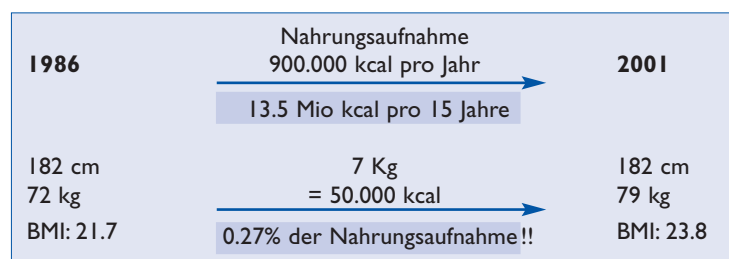 Nahrungsaufnahme
1986 900.000 kcal pro Jahr 2001
13.5 Mio kcal pro 15 Jahre
182 cm 7 Kg 182 cm
72 kg = 50.000 kcal 79 kg
BMI: 21.7 0.27% der Nahrungsaufnahme!! BMI: 23.8